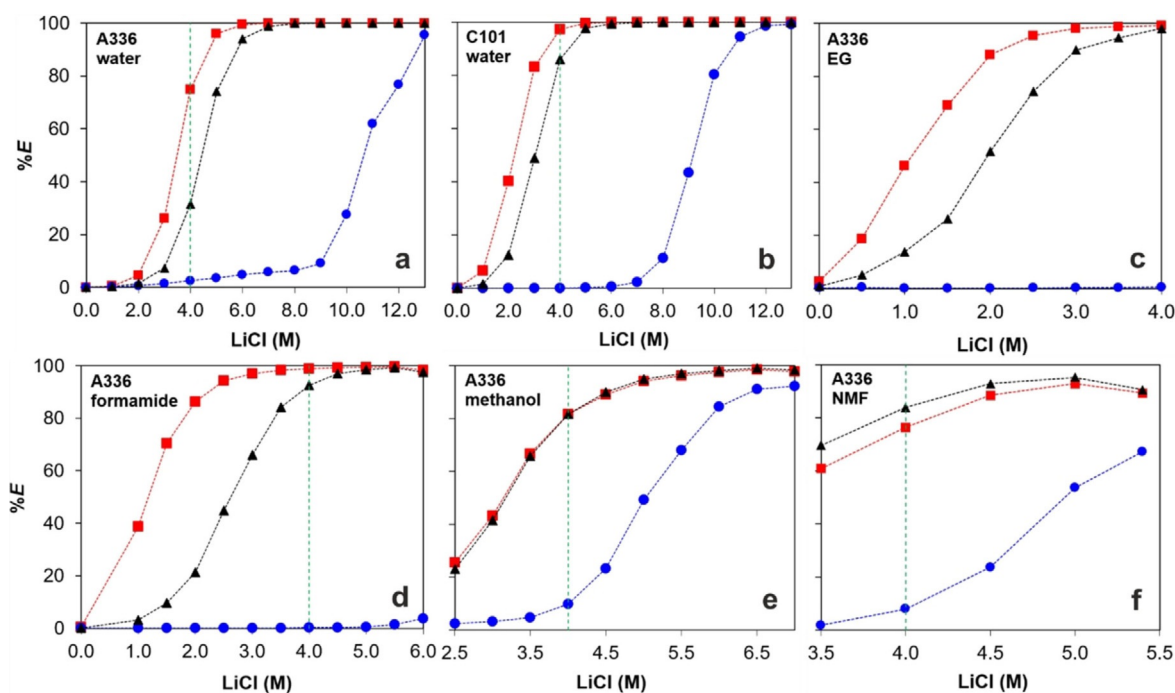 A336
water
C101
water
A336
EG
%E
100
80
60
40
20
0
a
b
c
0.0 2.0 4.0 6.0 8.0 10.0 12.0
0.0 2.0 4.0 6.0 8.0 10.0 12.0
0.0 1.0 2.0 3.0 4.0
LiCl (M)
LiCl (M)
LiCl (M)
A336
formamide
A336
methanol
A336
NMF
%E
100
80
60
40
20
0
d
e
f
0.0 1.0 2.0 3.0 4.0 5.0 6.0
2.5 3.5 4.5 5.5 6.5
3.5 4.0 4.5 5.0 5.5
LiCl (M)
LiCl (M)
LiCl (M)